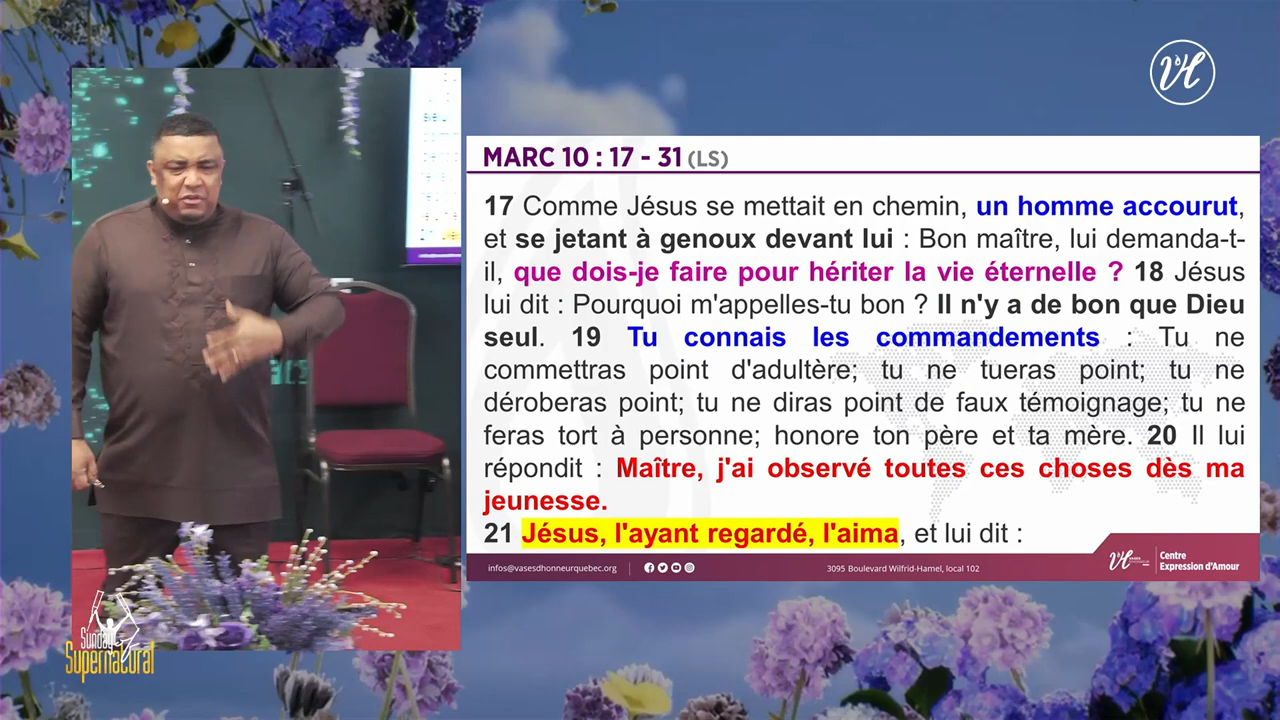 V'H
MARC 10 : 17 - 31 (LS)
17 Comme Jésus se mettait en chemin, un homme accourut,
et se jetant à genoux devant lui : Bon maître, lui demanda-t-
il, que dois-je faire pour hériter la vie éternelle ? 18 Jésus
lui dit : Pourquoi m'appelles-tu bon ? Il n'y a de bon que Dieu
seul. 19 Tu connais les commandements : Tu ne
commettras point d'adultère; tu ne tueras point; tu ne
déroberas point; tu ne diras point de faux témoignage; tu ne
feras tort à personne; honore ton père et ta mère. 20 Il lui
répondit : Maître, j'ai observé toutes ces choses dès ma
jeunesse.
21 Jésus, l'ayant regardé, l'aima, et lui dit :
infos@vasesdhonneurquebec.org
3095 Boulevard Wilfrid-Hamel, local 102
V'H
Centre
Expression d'Amour
Sunday of
Supernatural